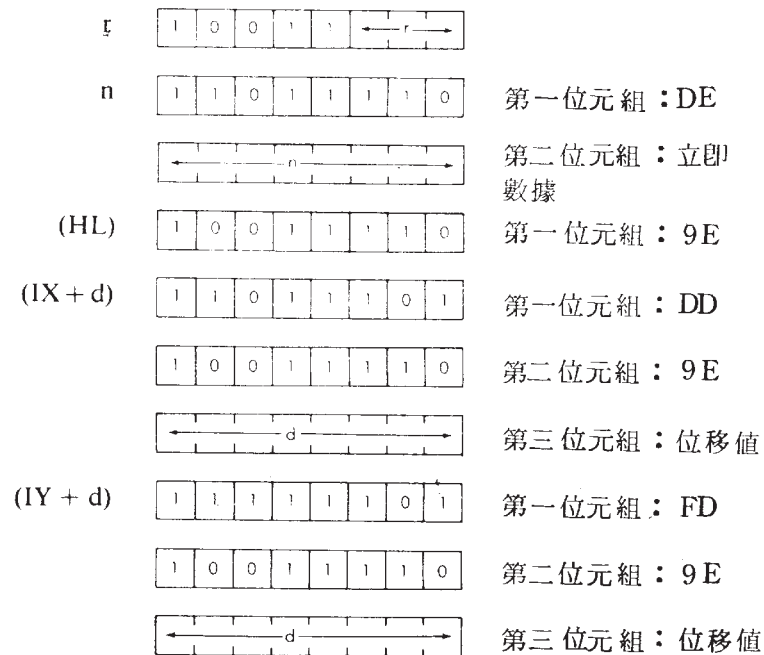 r 1 0 0 1 1 r
n 1 1 0 1 1 1 1 0 第一位元組：DE
n 第二位元組：立即
數據
(HL) 1 0 0 1 1 1 1 0 第一位元組：9E
(IX + d) 1 1 0 1 1 1 0 1 第一位元組：DD
1 0 0 1 1 1 1 0 第二位元組：9E
d 第三位元組：位移值
(IY + d) 1 1 1 1 1 1 0 1 第一位元組：FD
1 0 0 1 1 1 1 0 第二位元組：9E
d 第三位元組：位移值